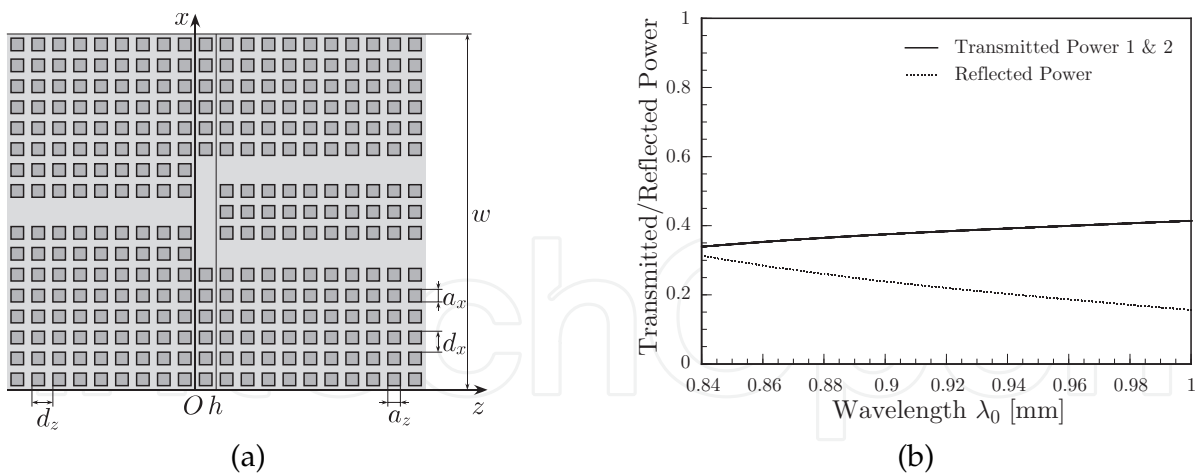 x
w
a_x
d_x
O h
z
d_z
a_z
(a)
Transmitted/Reflected Power
1
0.8
0.6
0.4
0.2
0
Transmitted Power 1 & 2
Reflected Power
0.84 0.86 0.88 0.9 0.92 0.94 0.96 0.98 1
Wavelength λ₀ [mm]
(b)